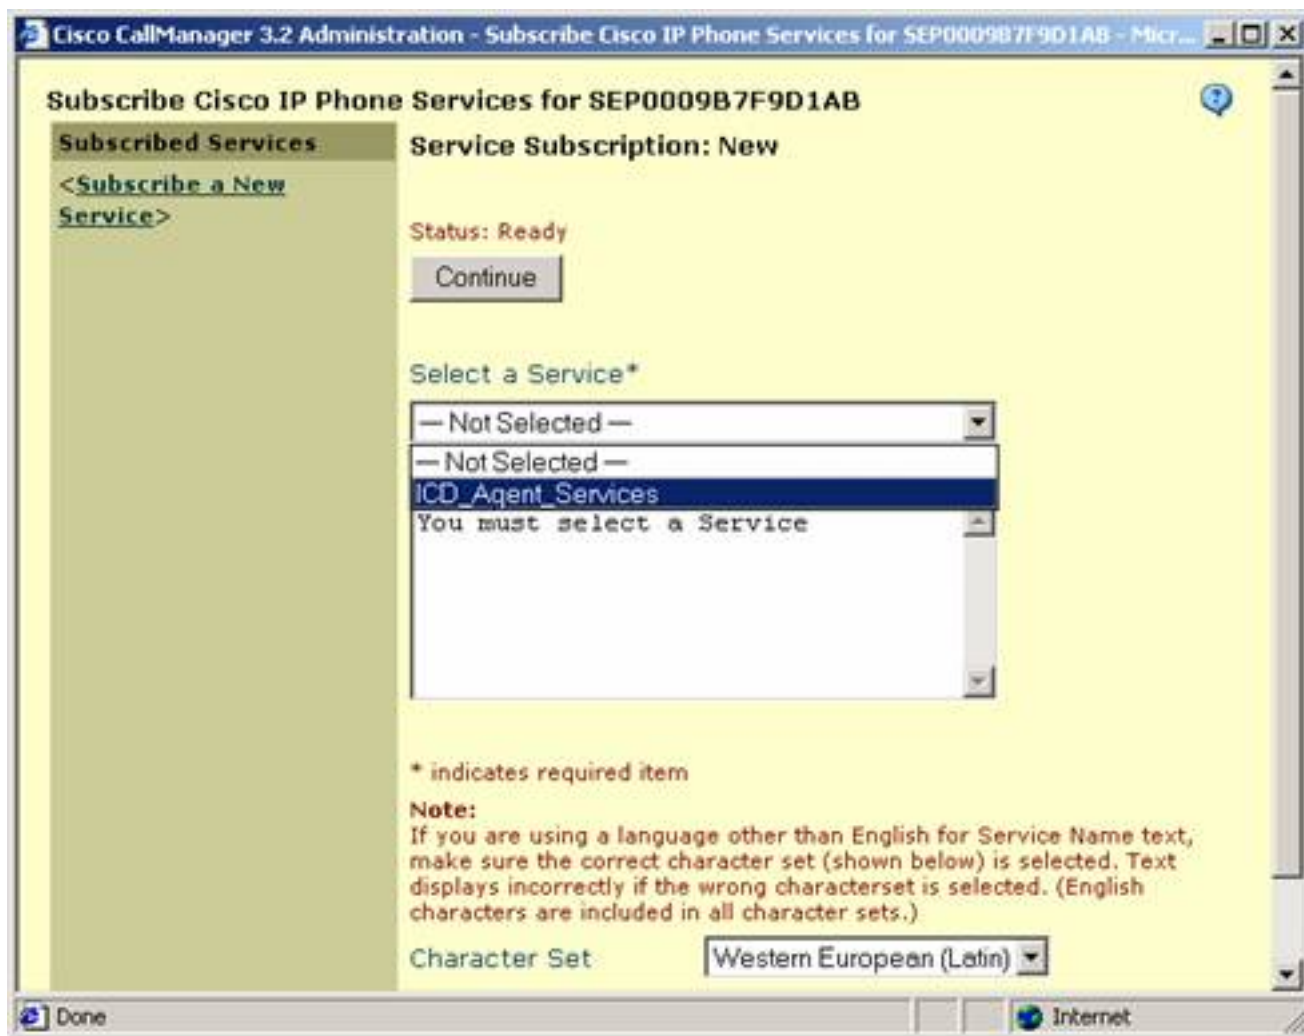 Cisco CallManager 3.2 Administration - Subscribe Cisco IP Phone Services for SEP0009B7F9D1AB - Micr...
Subscribe Cisco IP Phone Services for SEP0009B7F9D1AB
Subscribed Services
<Subscribe a New
Service>
Service Subscription: New
Status: Ready
Continue
Select a Service*
— Not Selected —
— Not Selected —
ICD_Agent_Services
You must select a Service
* indicates required item
Note:
If you are using a language other than English for Service Name text,
make sure the correct character set (shown below) is selected. Text
displays incorrectly if the wrong characterset is selected. (English
characters are included in all character sets.)
Character Set
Western European (Latin)
Done
Internet